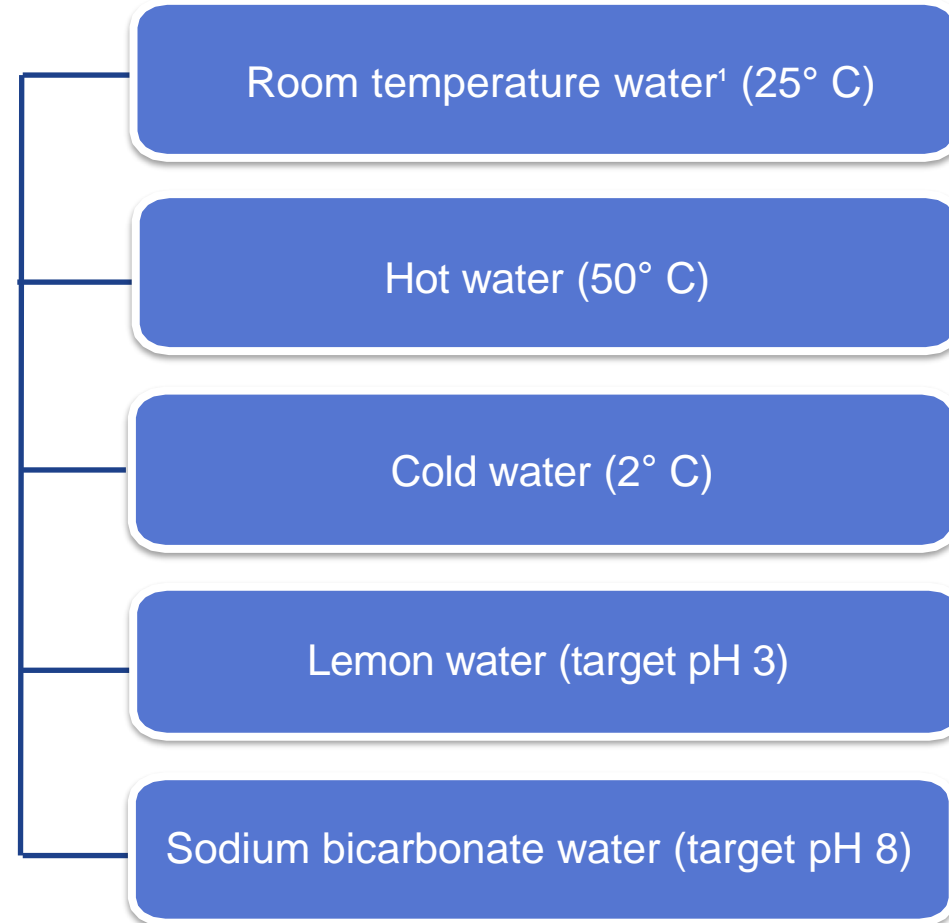 Room temperature water¹ (25° C)
Hot water (50° C)
Cold water (2° C)
Lemon water (target pH 3)
Sodium bicarbonate water (target pH 8)